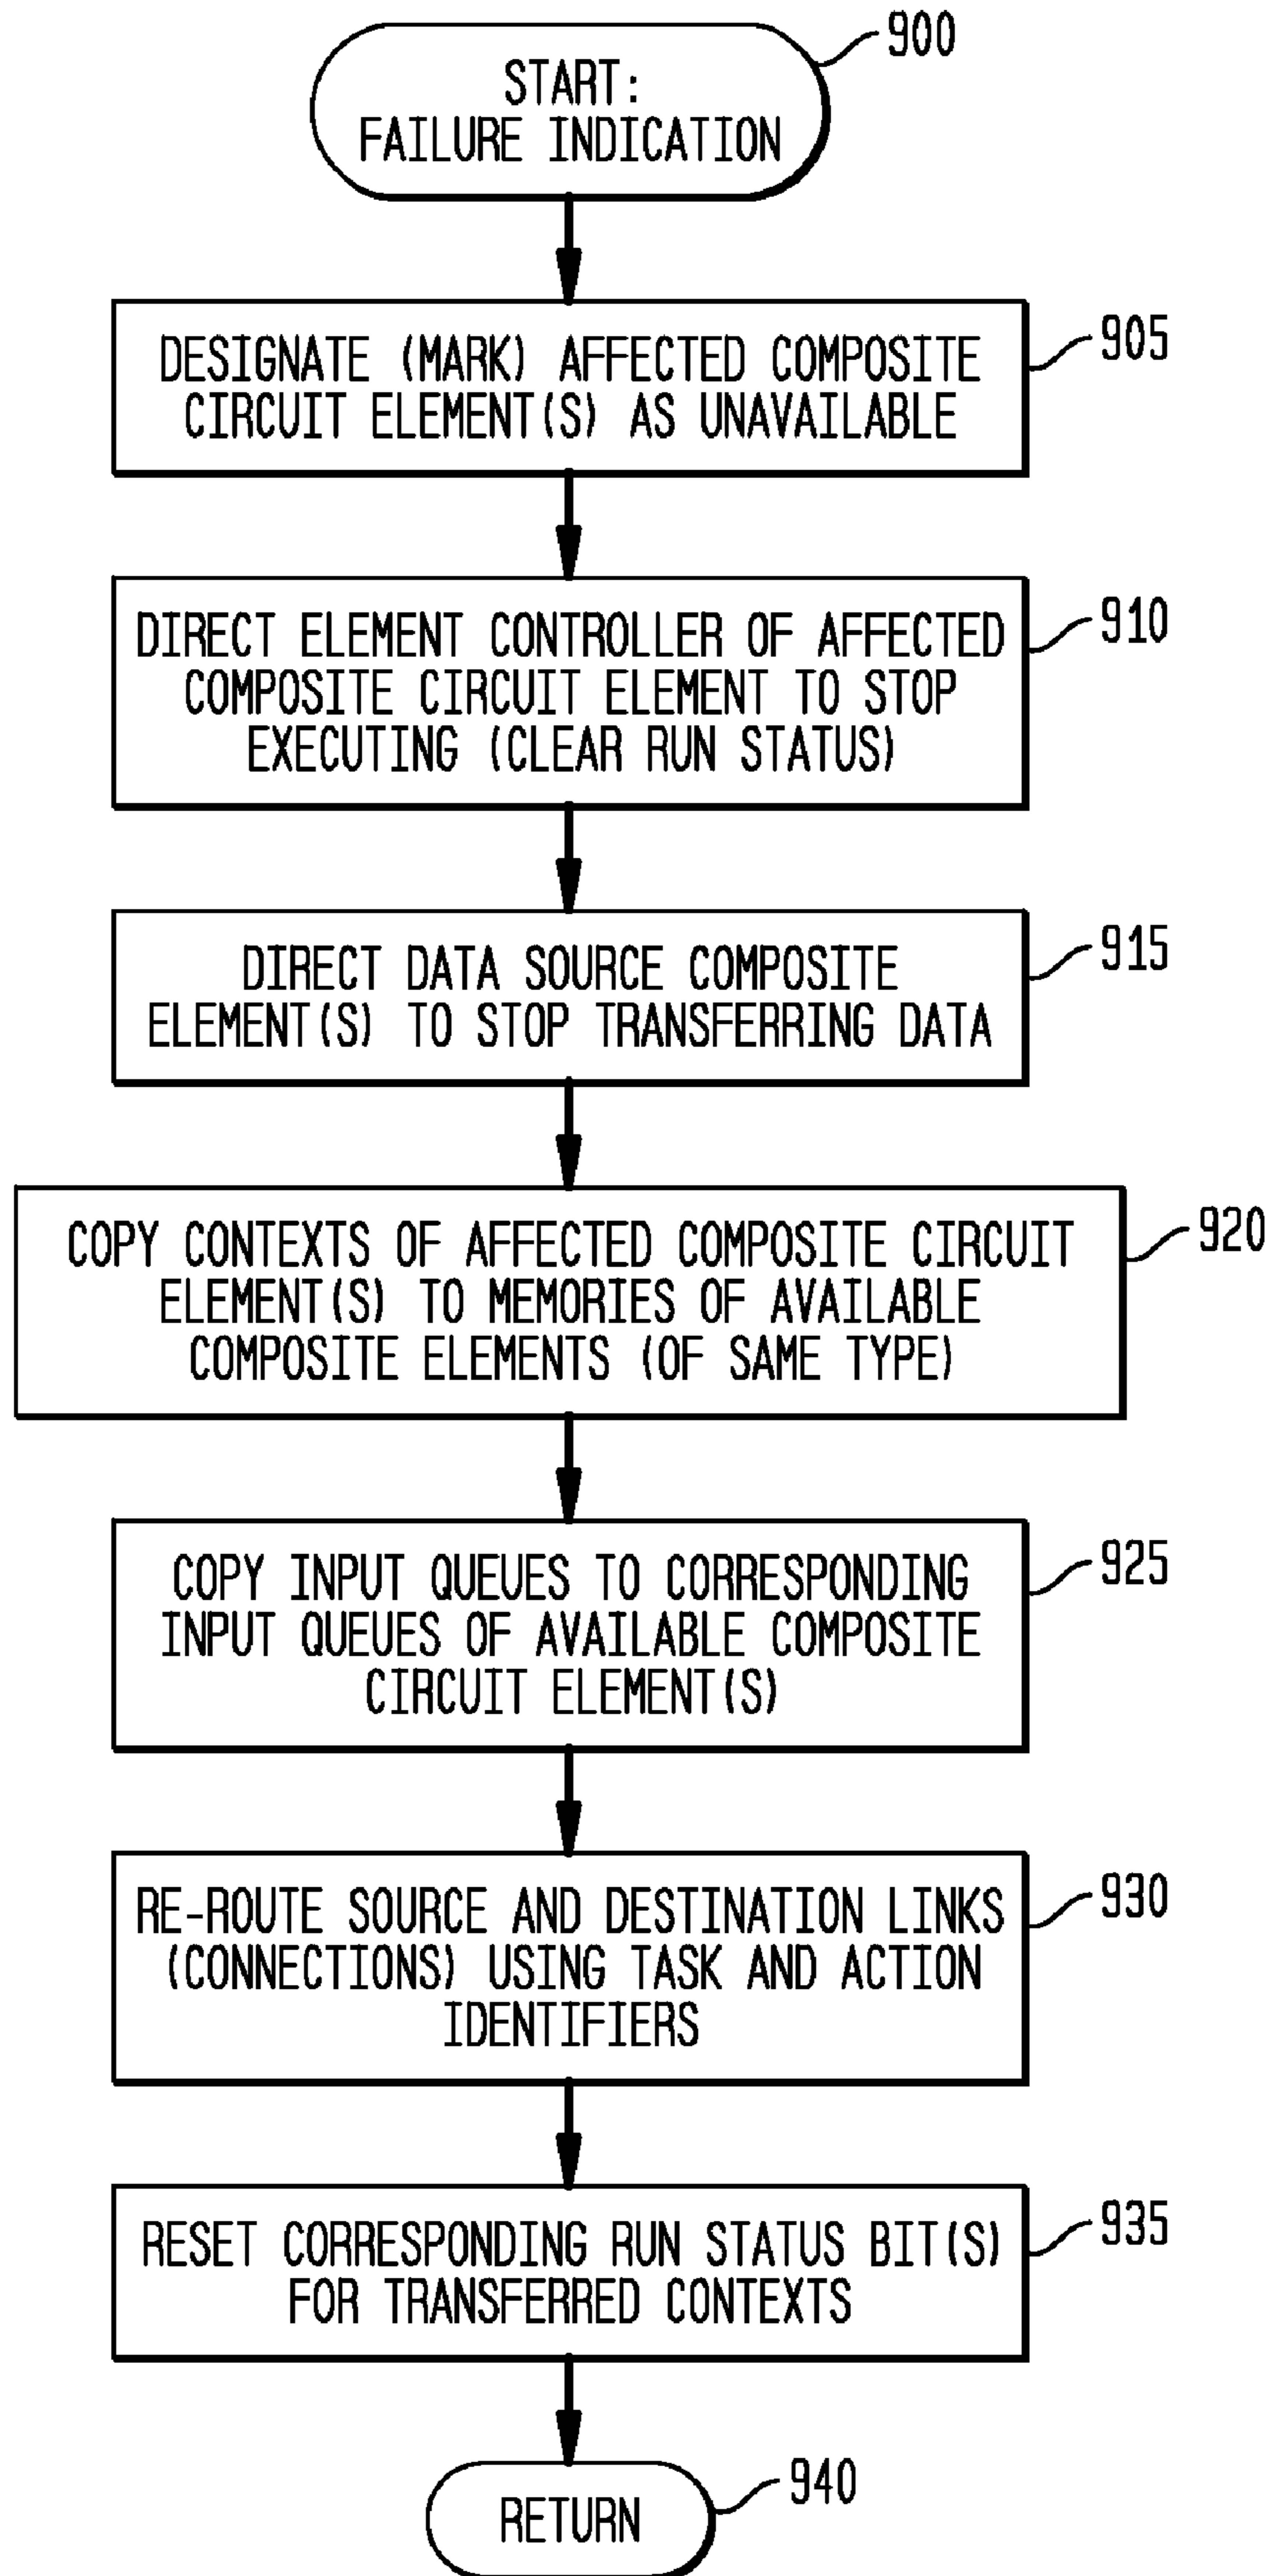 900
START:
FAILURE INDICATION
905
DESIGNATE (MARK) AFFECTED COMPOSITE
CIRCUIT ELEMENT(S) AS UNAVAILABLE
910
DIRECT ELEMENT CONTROLLER OF AFFECTED
COMPOSITE CIRCUIT ELEMENT TO STOP
EXECUTING (CLEAR RUN STATUS)
915
DIRECT DATA SOURCE COMPOSITE
ELEMENT(S) TO STOP TRANSFERRING DATA
920
COPY CONTEXTS OF AFFECTED COMPOSITE CIRCUIT
ELEMENT(S) TO MEMORIES OF AVAILABLE
COMPOSITE ELEMENTS (OF SAME TYPE)
925
COPY INPUT QUEUES TO CORRESPONDING
INPUT QUEUES OF AVAILABLE COMPOSITE
CIRCUIT ELEMENT(S)
930
RE-ROUTE SOURCE AND DESTINATION LINKS
(CONNECTIONS) USING TASK AND ACTION
IDENTIFIERS
935
RESET CORRESPONDING RUN STATUS BIT(S)
FOR TRANSFERRED CONTEXTS
940
RETURN